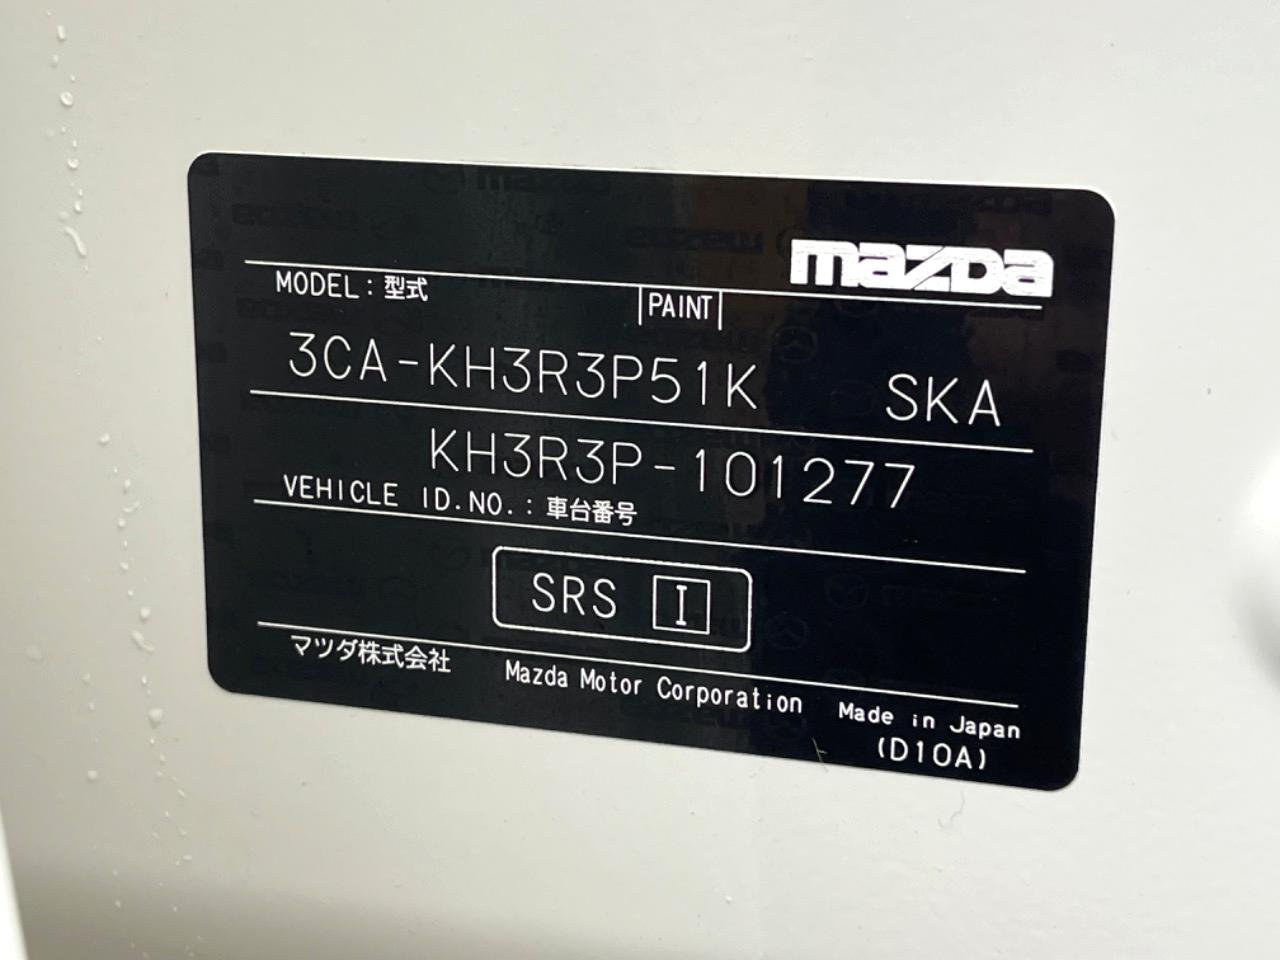 mazda
MODEL：型式
PAINT
3CA-KH3R3P51K SKA
KH3R3P-101277
VEHICLE ID.NO.：車台番号
SRS I
マツダ株式会社 Mazda Motor Corporation Made in Japan
(D10A)